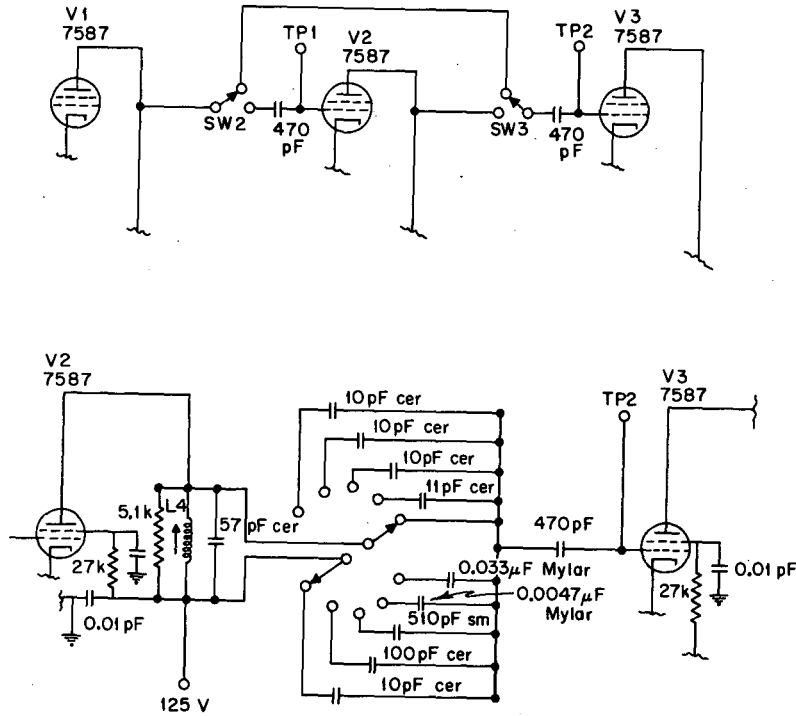 V1
7587
TP1
V2
7587
TP2
V3
7587
SW2
470
pF
SW3
470
pF
V2
7587
10pF cer
10pF cer
10pF cer
11pF cer
V3
7587
TP2
5.1k
L4
57 pF cer
470pF
27k
0.01 pF
0.033μF
Mylar
0.0047μF
Mylar
510pF sm
27k
0.01 pF
100pF cer
10pF cer
125 V